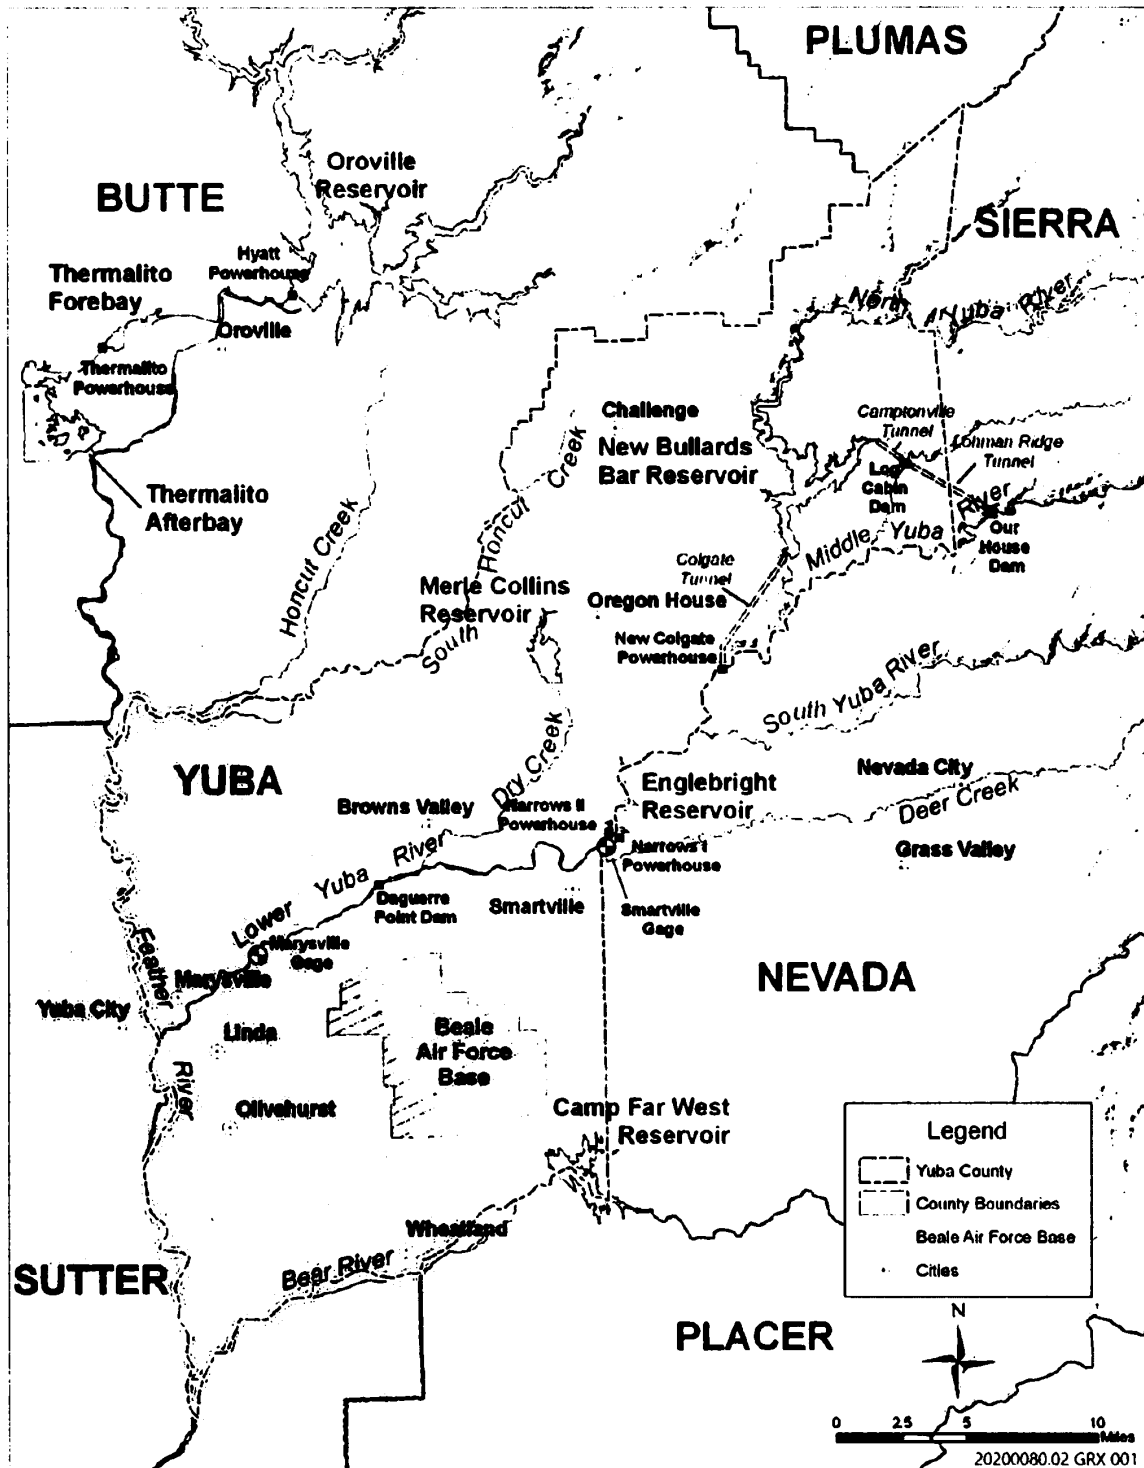 PLUMAS
Oroville
Reservoir
BUTTE
SIERRA
Hyatt
Powerhouse
Thermalito
Forebay
North Yuba River
Oroville
Thermalito
Powerhouse
Challenge
Camptonville
Tunnel
New Bullards
Bar Reservoir
Lohman Ridge
Tunnel
Log
Cabin
Dam
Thermalito
Afterbay
Honcut Creek
South Honcut Creek
Middle Yuba River
Our
House
Dam
Colgate
Tunnel
Merle Collins
Reservoir
Oregon House
New Colgate
Powerhouse
South Yuba River
YUBA
Dry Creek
Englebright
Reservoir
Nevada City
Deer Creek
Browns Valley
Narrows II
Powerhouse
Narrows I
Powerhouse
Grass Valley
Lower Yuba River
Daguerre
Point Dam
Smartville
Smartville
Gage
Marysville
Gage
Feather River
Marysville
NEVADA
Yuba City
Linda
Beale
Air Force
Base
Olivehurst
Camp Far West
Reservoir
Wheatland
Bear River
SUTTER
PLACER
Legend
Yuba County
County Boundaries
Beale Air Force Base
Cities
N
0 2.5 5 10
Miles
20200080.02 GRX 001